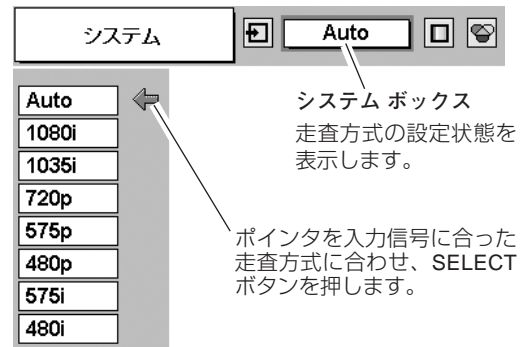 システム
Auto
Auto
1080i
1035i
720p
575p
480p
575i
480i
システム ボックス
走査方式の設定状態を
表示します。
ポインタを入力信号に合った
走査方式に合わせ、SELECT
ボタンを押します。